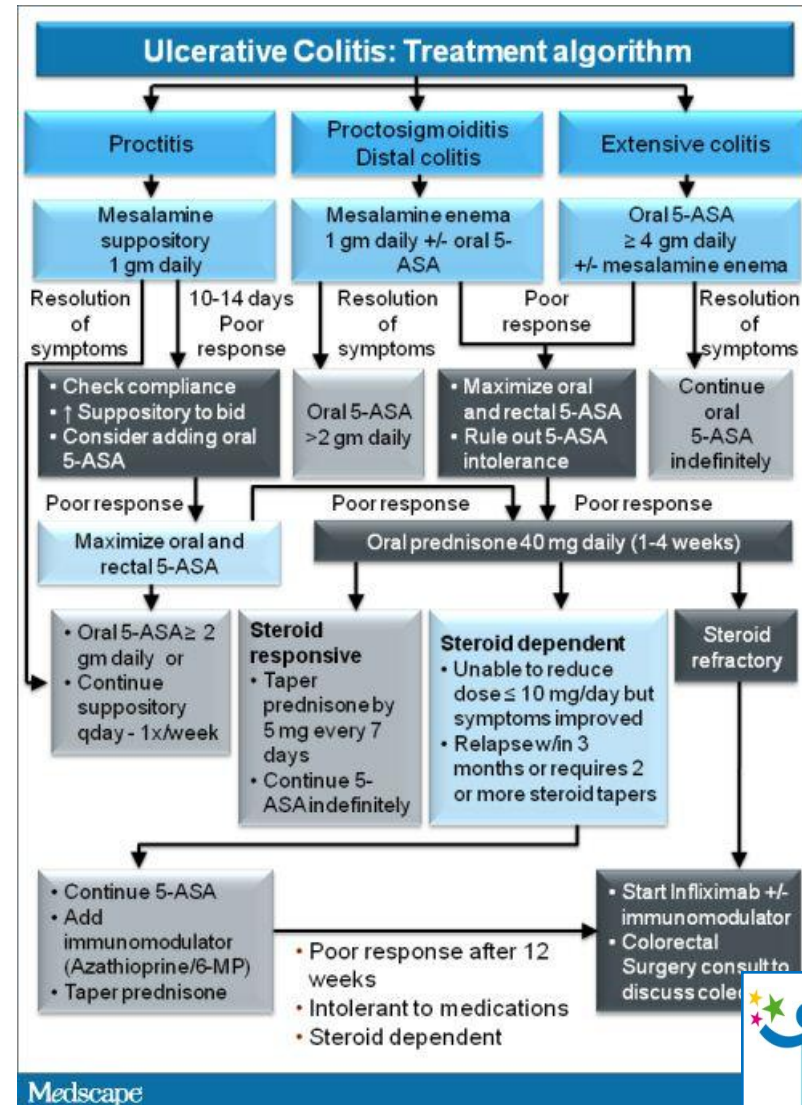 Ulcerative Colitis: Treatment algorithm
Proctitis
Proctosigmoiditis
Distal colitis
Extensive colitis
Mesalamine
suppository
1 gm daily
Mesalamine enema
1 gm daily +/- oral 5-
ASA
Oral 5-ASA
≥ 4 gm daily
+/- mesalamine enema
Resolution
of
symptoms
10-14 days
Poor
response
Resolution
of
symptoms
Poor
response
Resolution
of
symptoms
• Check compliance
• ↑ Suppository to bid
• Consider adding oral
5-ASA
Oral 5-ASA
>2 gm daily
• Maximize oral
and rectal 5-ASA
• Rule out 5-ASA
intolerance
Continue
oral
5-ASA
indefinitely
Poor response
Poor response
Poor response
Maximize oral and
rectal 5-ASA
Oral prednisone 40 mg daily (1-4 weeks)
• Oral 5-ASA ≥ 2
gm daily or
• Continue
suppository
qday - 1x/week
Steroid
responsive
• Taper
prednisone by
5 mg every 7
days
• Continue 5-
ASA indefinitely
Steroid dependent
• Unable to reduce
dose ≤ 10 mg/day but
symptoms improved
• Relapse w/in 3
months or requires 2
or more steroid tapers
Steroid
refractory
• Continue 5-ASA
• Add
immunomodulator
(Azathioprine/6-MP)
• Taper prednisone
• Poor response after 12
weeks
• Intolerant to medications
• Steroid dependent
• Start Infliximab +/-
immunomodulator
• Colorectal
Surgery consult to
discuss
Medscape